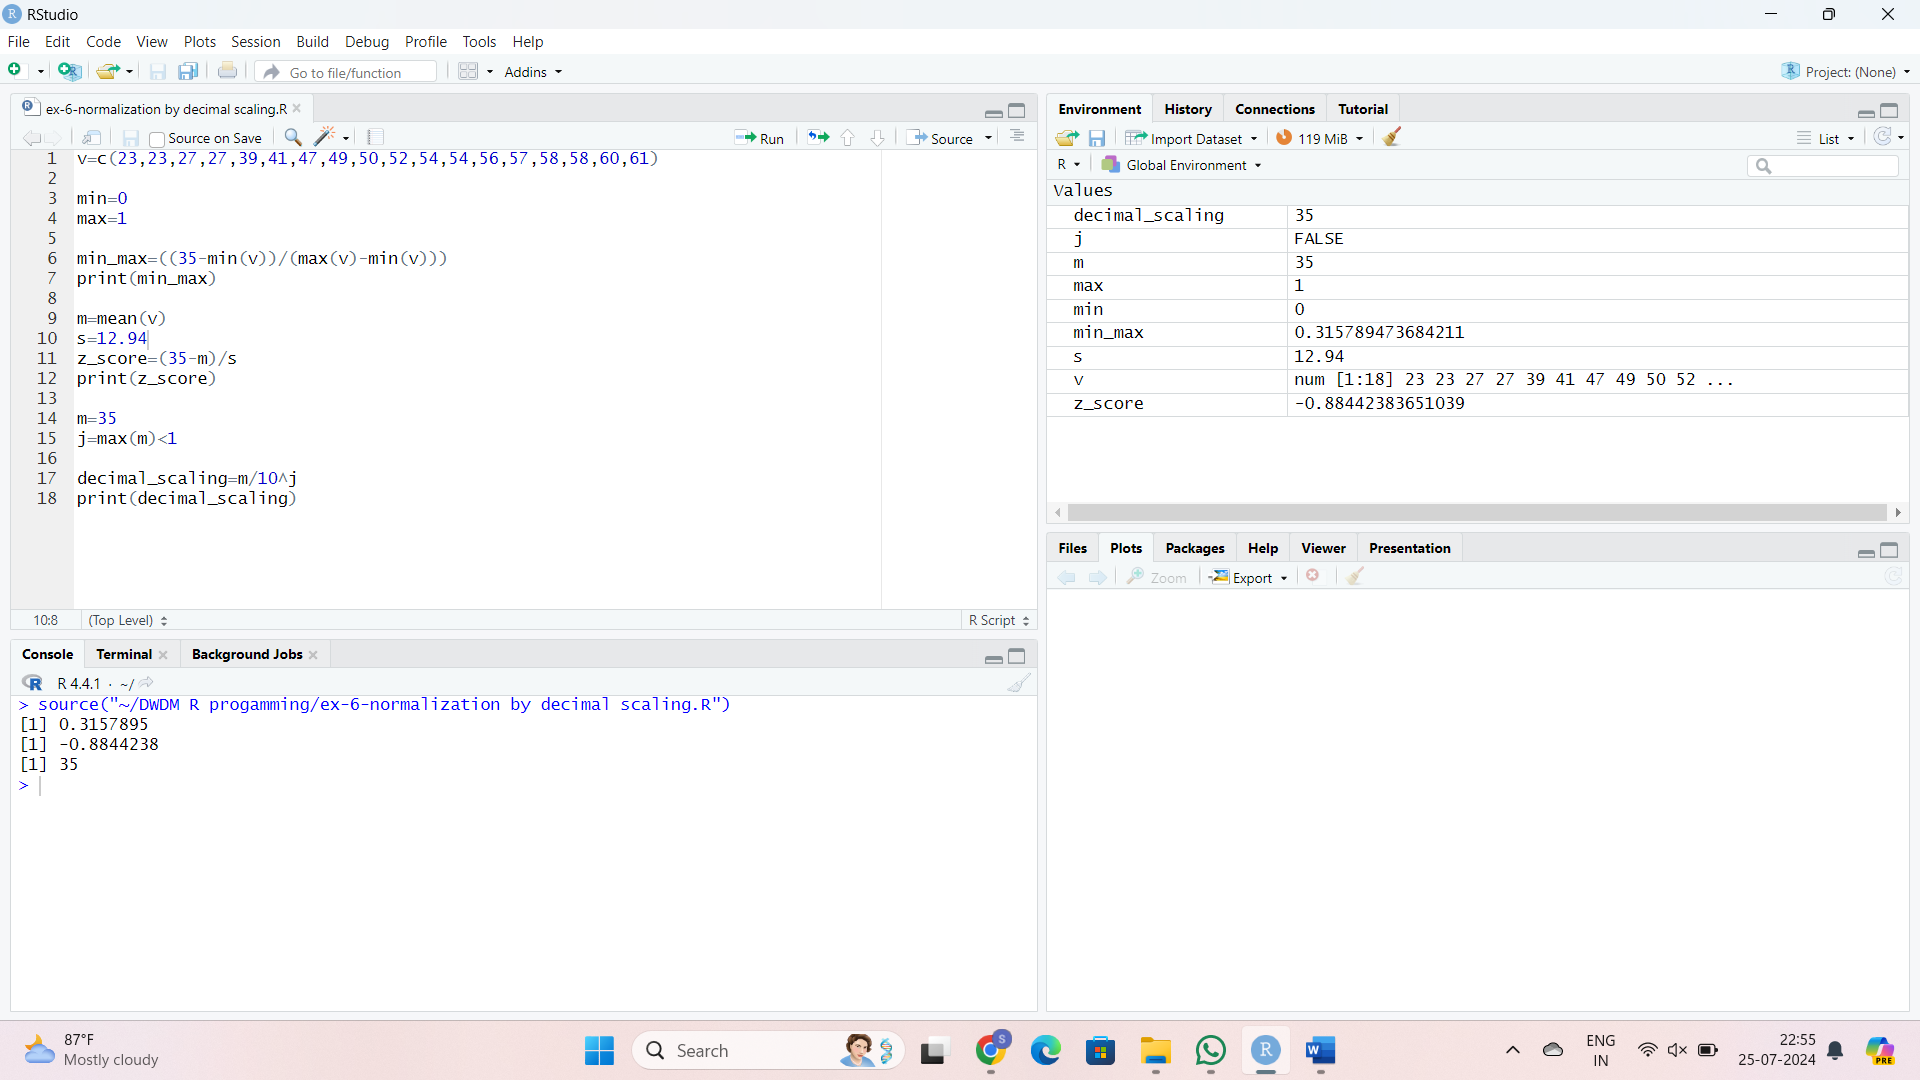 RStudio
File Edit Code View Plots Session Build Debug Profile Tools Help
Go to file/function Addins Project: (None)
ex-6-normalization by decimal scaling.R
Source on Save Run Source
1 v=c(23,23,27,27,39,41,47,49,50,52,54,54,56,57,58,58,60,61)
2
3 min=0
4 max=1
5
6 min_max=((35-min(v))/(max(v)-min(v)))
7 print(min_max)
8
9 m=mean(v)
10 s=12.94
11 z_score=(35-m)/s
12 print(z_score)
13
14 m=35
15 j=max(m)<1
16
17 decimal_scaling=m/10^j
18 print(decimal_scaling)
10:8 (Top Level) R Script
Console Terminal Background Jobs
R 4.4.1 · ~/
> source("~/DWDM R progamming/ex-6-normalization by decimal scaling.R")
[1] 0.3157895
[1] -0.8844238
[1] 35
>
Environment History Connections Tutorial
Import Dataset 119 MiB List
R Global Environment
Values
decimal_scaling 35
j FALSE
m 35
max 1
min 0
min_max 0.315789473684211
s 12.94
v num [1:18] 23 23 27 27 39 41 47 49 50 52 ...
z_score -0.88442383651039
Files Plots Packages Help Viewer Presentation
Zoom Export
87°F
Mostly cloudy
Search
S
R
W
ENG
IN
22:55
25-07-2024
PRE